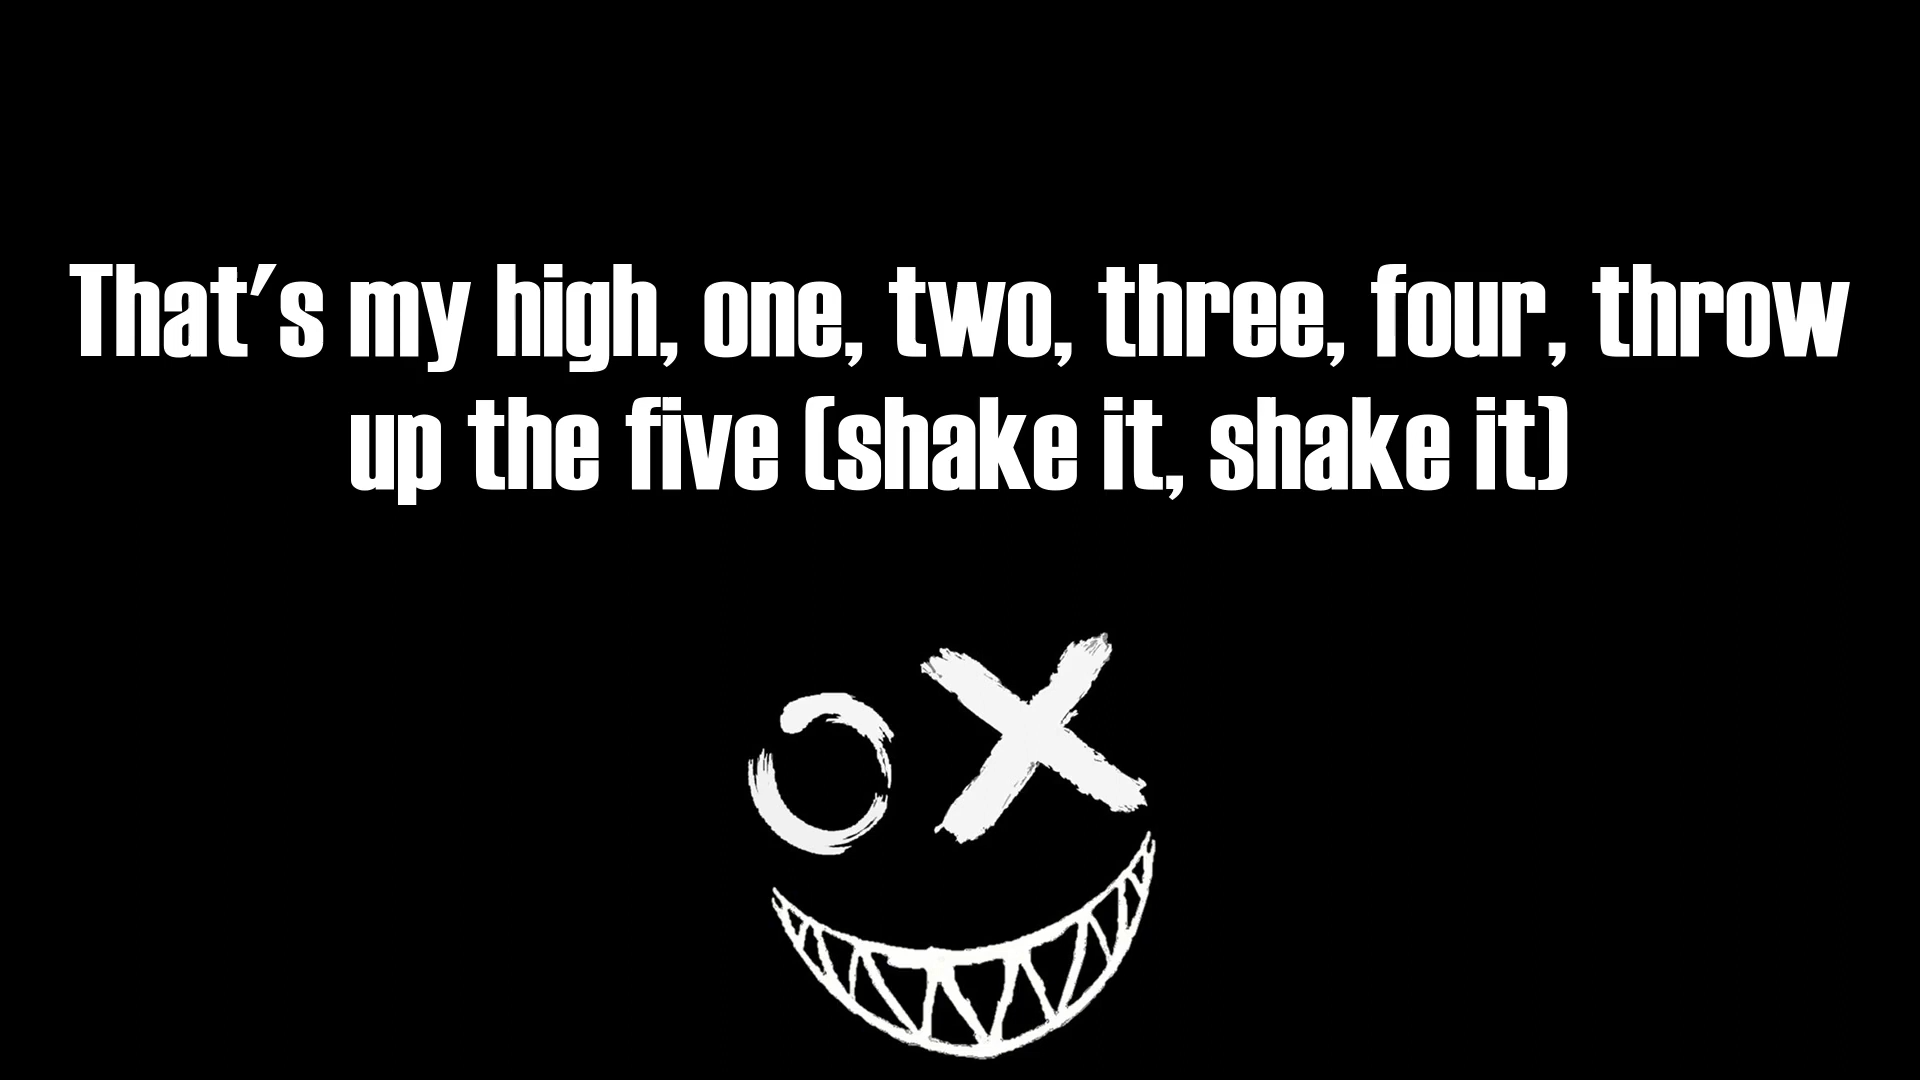 That's my high, one, two, three, four, throw
up the five (shake it, shake it)